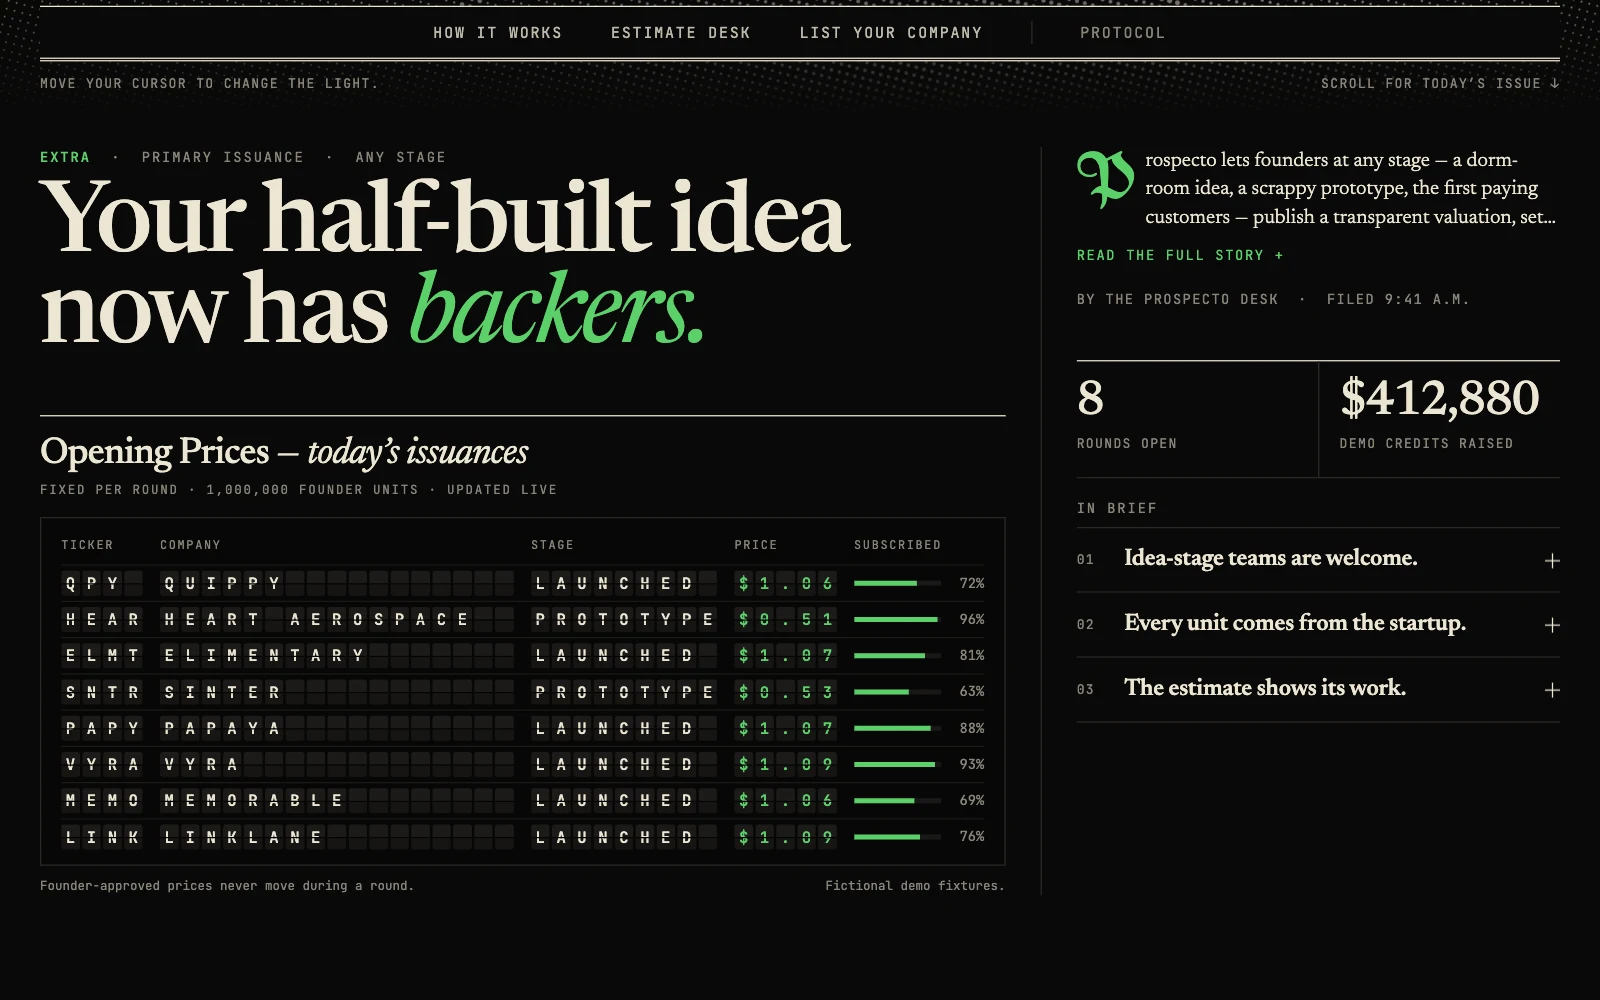 HOW IT WORKS ESTIMATE DESK LIST YOUR COMPANY PROTOCOL
MOVE YOUR CURSOR TO CHANGE THE LIGHT. SCROLL FOR TODAY’S ISSUE ↓
EXTRA · PRIMARY ISSUANCE · ANY STAGE
Your half-built idea
now has backers.
Opening Prices — today’s issuances
FIXED PER ROUND · 1,000,000 FOUNDER UNITS · UPDATED LIVE
TICKER COMPANY STAGE PRICE SUBSCRIBED
QPY QUIPPY LAUNCHED $1.06 72%
HEAR HEART AEROSPACE PROTOTYPE $0.51 96%
ELMT ELIMENTARY LAUNCHED $1.07 81%
SNTR SINTER PROTOTYPE $0.53 63%
PAPY PAPAYA LAUNCHED $1.07 88%
VYRA VYRA LAUNCHED $1.09 93%
MEMO MEMORABLE LAUNCHED $1.06 69%
LINK LINKLANE LAUNCHED $1.09 76%
Founder-approved prices never move during a round. Fictional demo fixtures.
Prospecto lets founders at any stage — a dorm-
room idea, a scrappy prototype, the first paying
customers — publish a transparent valuation, set...
READ THE FULL STORY +
BY THE PROSPECTO DESK · FILED 9:41 A.M.
8 $412,880
ROUNDS OPEN DEMO CREDITS RAISED
IN BRIEF
01 Idea-stage teams are welcome. +
02 Every unit comes from the startup. +
03 The estimate shows its work. +